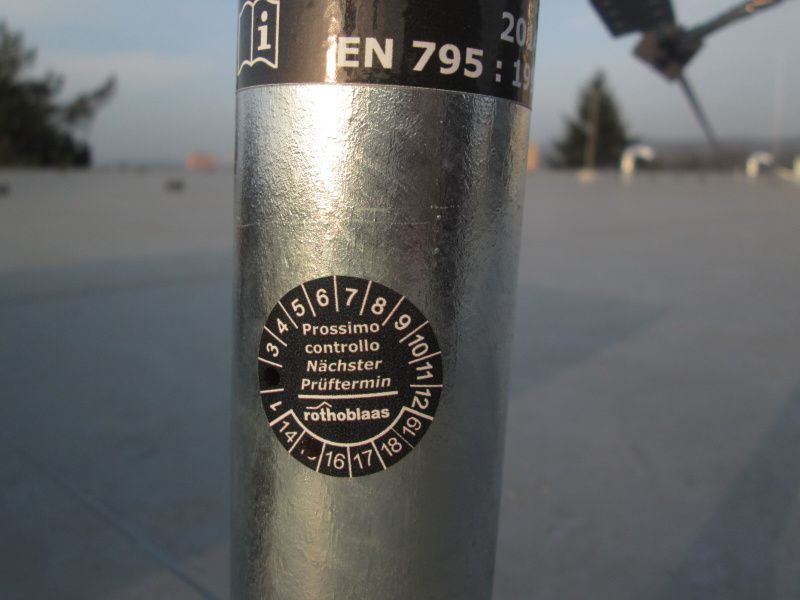 i
20
EN 795 : 19
1 3 4 5 6 7 8 9 10 11 12
Prossimo
controllo
Nächster
Prüftermin
rothoblaas
14 16 17 18 19